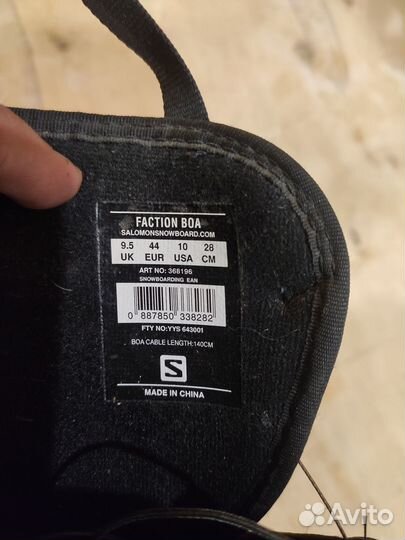 FACTION BOA
SALOMONSNOWBOARD.COM
9.5 44 10 28
UK EUR USA CM
ART NO: 368196
SNOWBOARDING EAN
0 887850 338282
FTY NO:YYS 643001
BOA CABLE LENGTH:140CM
S
MADE IN CHINA
Avito